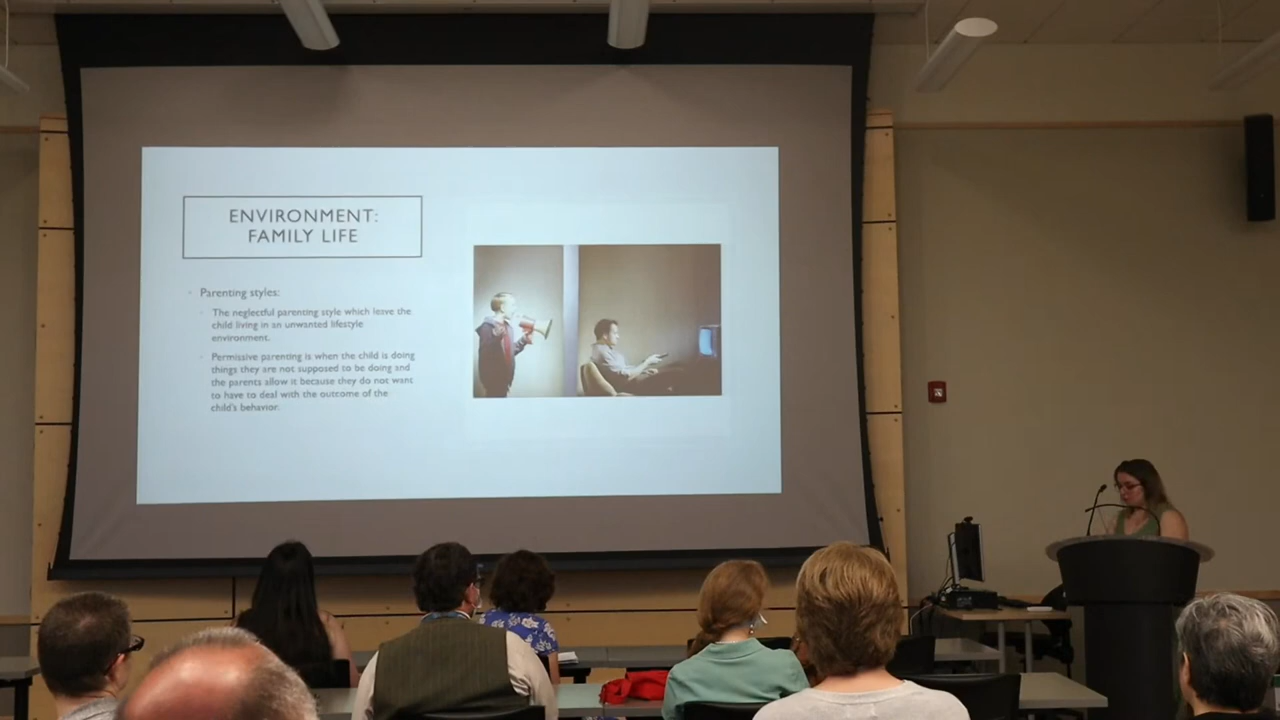 ENVIRONMENT:
FAMILY LIFE
Parenting styles:
The neglectful parenting style which leave the
child living in an unwanted lifestyle
environment.
Permissive parenting is when the child is doing
things they are not supposed to be doing and
the parents allow it because they do not want
to have to deal with the outcome of the
child's behavior.